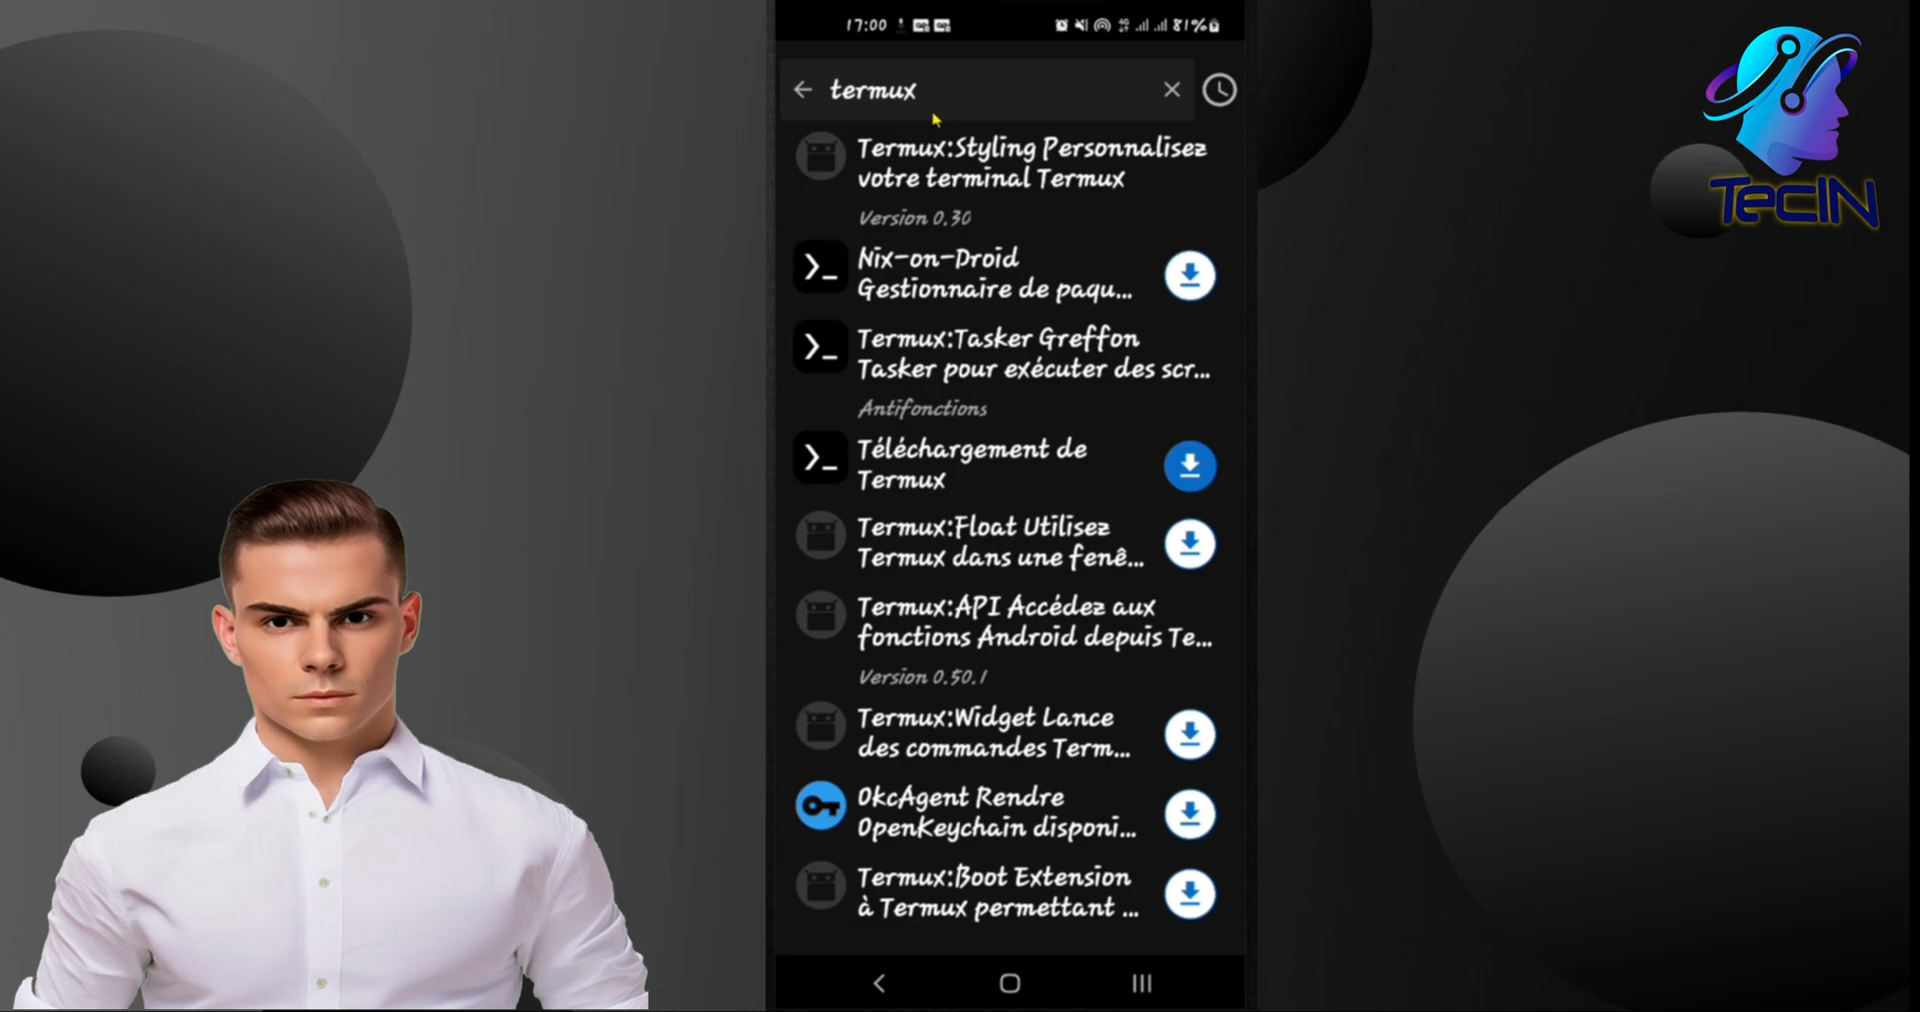 17:00
81%
termux
TecIN
Termux:Styling Personnalisez
votre terminal Termux
Version 0.30
Nix-on-Droid
Gestionnaire de paqu...
Termux:Tasker Greffon
Tasker pour exécuter des scr...
Antifonctions
Téléchargement de
Termux
Termux:Float Utilisez
Termux dans une fenê...
Termux:API Accédez aux
fonctions Android depuis Te...
Version 0.50.1
Termux:Widget Lance
des commandes Term...
OkcAgent Rendre
OpenKeychain disponi...
Termux:Boot Extension
à Termux permettant ...